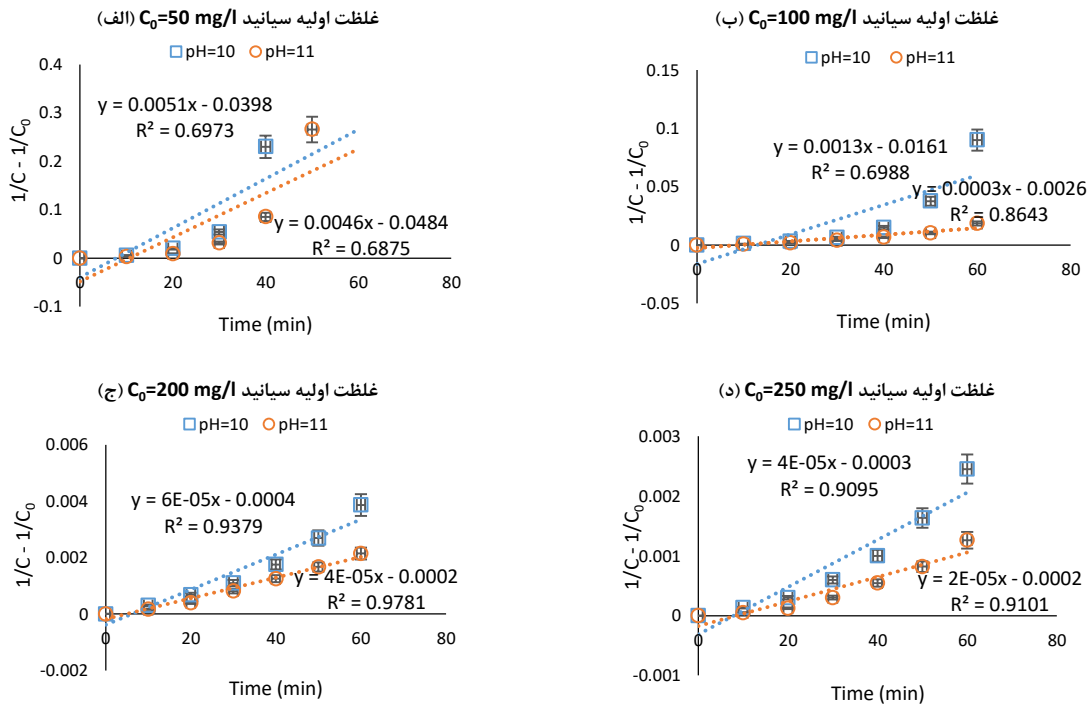 (الف) غلظت اولیه سیانید C₀=50 mg/l
pH=10 pH=11
0.4
0.3
0.2
0.1
0
-0.1
0 20 40 60 80
1/C - 1/C₀
Time (min)
y = 0.0051x - 0.0398
R² = 0.6973
y = 0.0046x - 0.0484
R² = 0.6875
(ب) غلظت اولیه سیانید C₀=100 mg/l
pH=10 pH=11
0.15
0.1
0.05
0
-0.05
0 20 40 60 80
1/C - 1/C₀
Time (min)
y = 0.0013x - 0.0161
R² = 0.6988
y = 0.0003x - 0.0026
R² = 0.8643
(ج) غلظت اولیه سیانید C₀=200 mg/l
pH=10 pH=11
0.006
0.004
0.002
0
-0.002
0 20 40 60 80
1/C - 1/C₀
Time (min)
y = 6E-05x - 0.0004
R² = 0.9379
y = 4E-05x - 0.0002
R² = 0.9781
(د) غلظت اولیه سیانید C₀=250 mg/l
pH=10 pH=11
0.003
0.002
0.001
0
-0.001
0 20 40 60 80
1/C - 1/C₀
Time (min)
y = 4E-05x - 0.0003
R² = 0.9095
y = 2E-05x - 0.0002
R² = 0.9101